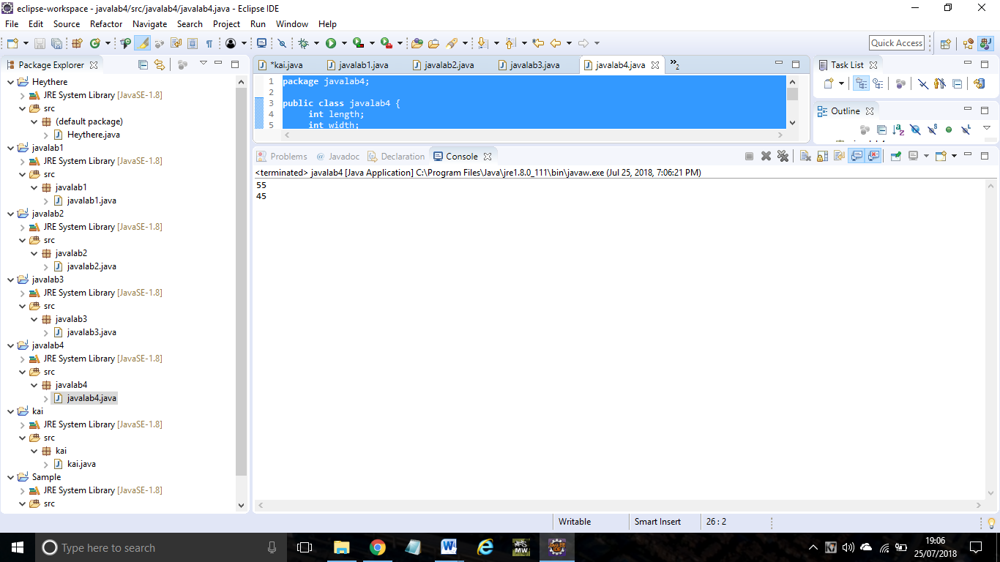 eclipse-workspace - javalab4/src/javalab4/javalab4.java - Eclipse IDE
File Edit Source Refactor Navigate Search Project Run Window Help
Quick Access
Package Explorer
Heythere
JRE System Library [JavaSE-1.8]
src
(default package)
Heythere.java
javalab1
JRE System Library [JavaSE-1.8]
src
javalab1
javalab1.java
javalab2
JRE System Library [JavaSE-1.8]
src
javalab2
javalab2.java
javalab3
JRE System Library [JavaSE-1.8]
src
javalab3
javalab3.java
javalab4
JRE System Library [JavaSE-1.8]
src
javalab4
javalab4.java
kai
JRE System Library [JavaSE-1.8]
src
kai
kai.java
Sample
JRE System Library [JavaSE-1.8]
src
*kai.java javalab1.java javalab2.java javalab3.java javalab4.java »2
1 package javalab4;
2
3 public class javalab4 {
4 int length;
5 int width;
Task List
Outline
Problems @ Javadoc Declaration Console
<terminated> javalab4 [Java Application] C:\Program Files\Java\jre1.8.0_111\bin\javaw.exe (Jul 25, 2018, 7:06:21 PM)
55
45
Writable Smart Insert 26 : 2
Type here to search
19:06
25/07/2018